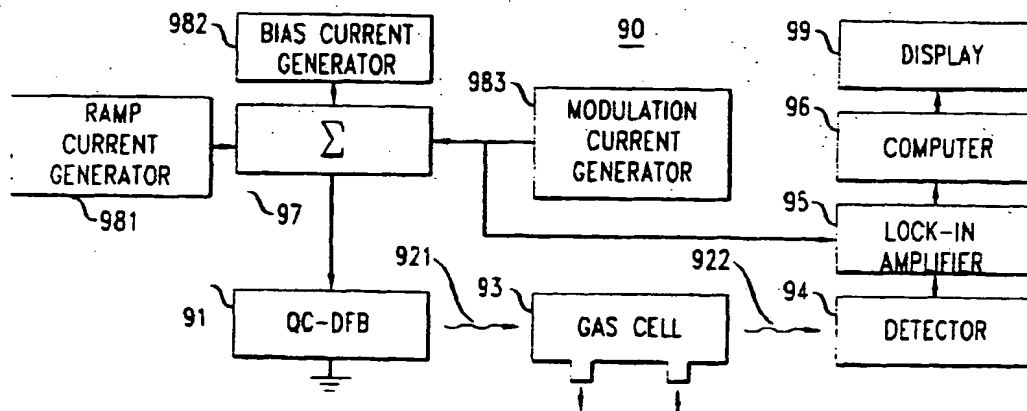 982
BIAS CURRENT
GENERATOR
90
99
DISPLAY
RAMP
CURRENT
GENERATOR
981
Σ
97
983
MODULATION
CURRENT
GENERATOR
96
COMPUTER
95
LOCK-IN
AMPLIFIER
91
QC-DFB
921
93
GAS CELL
922
94
DETECTOR